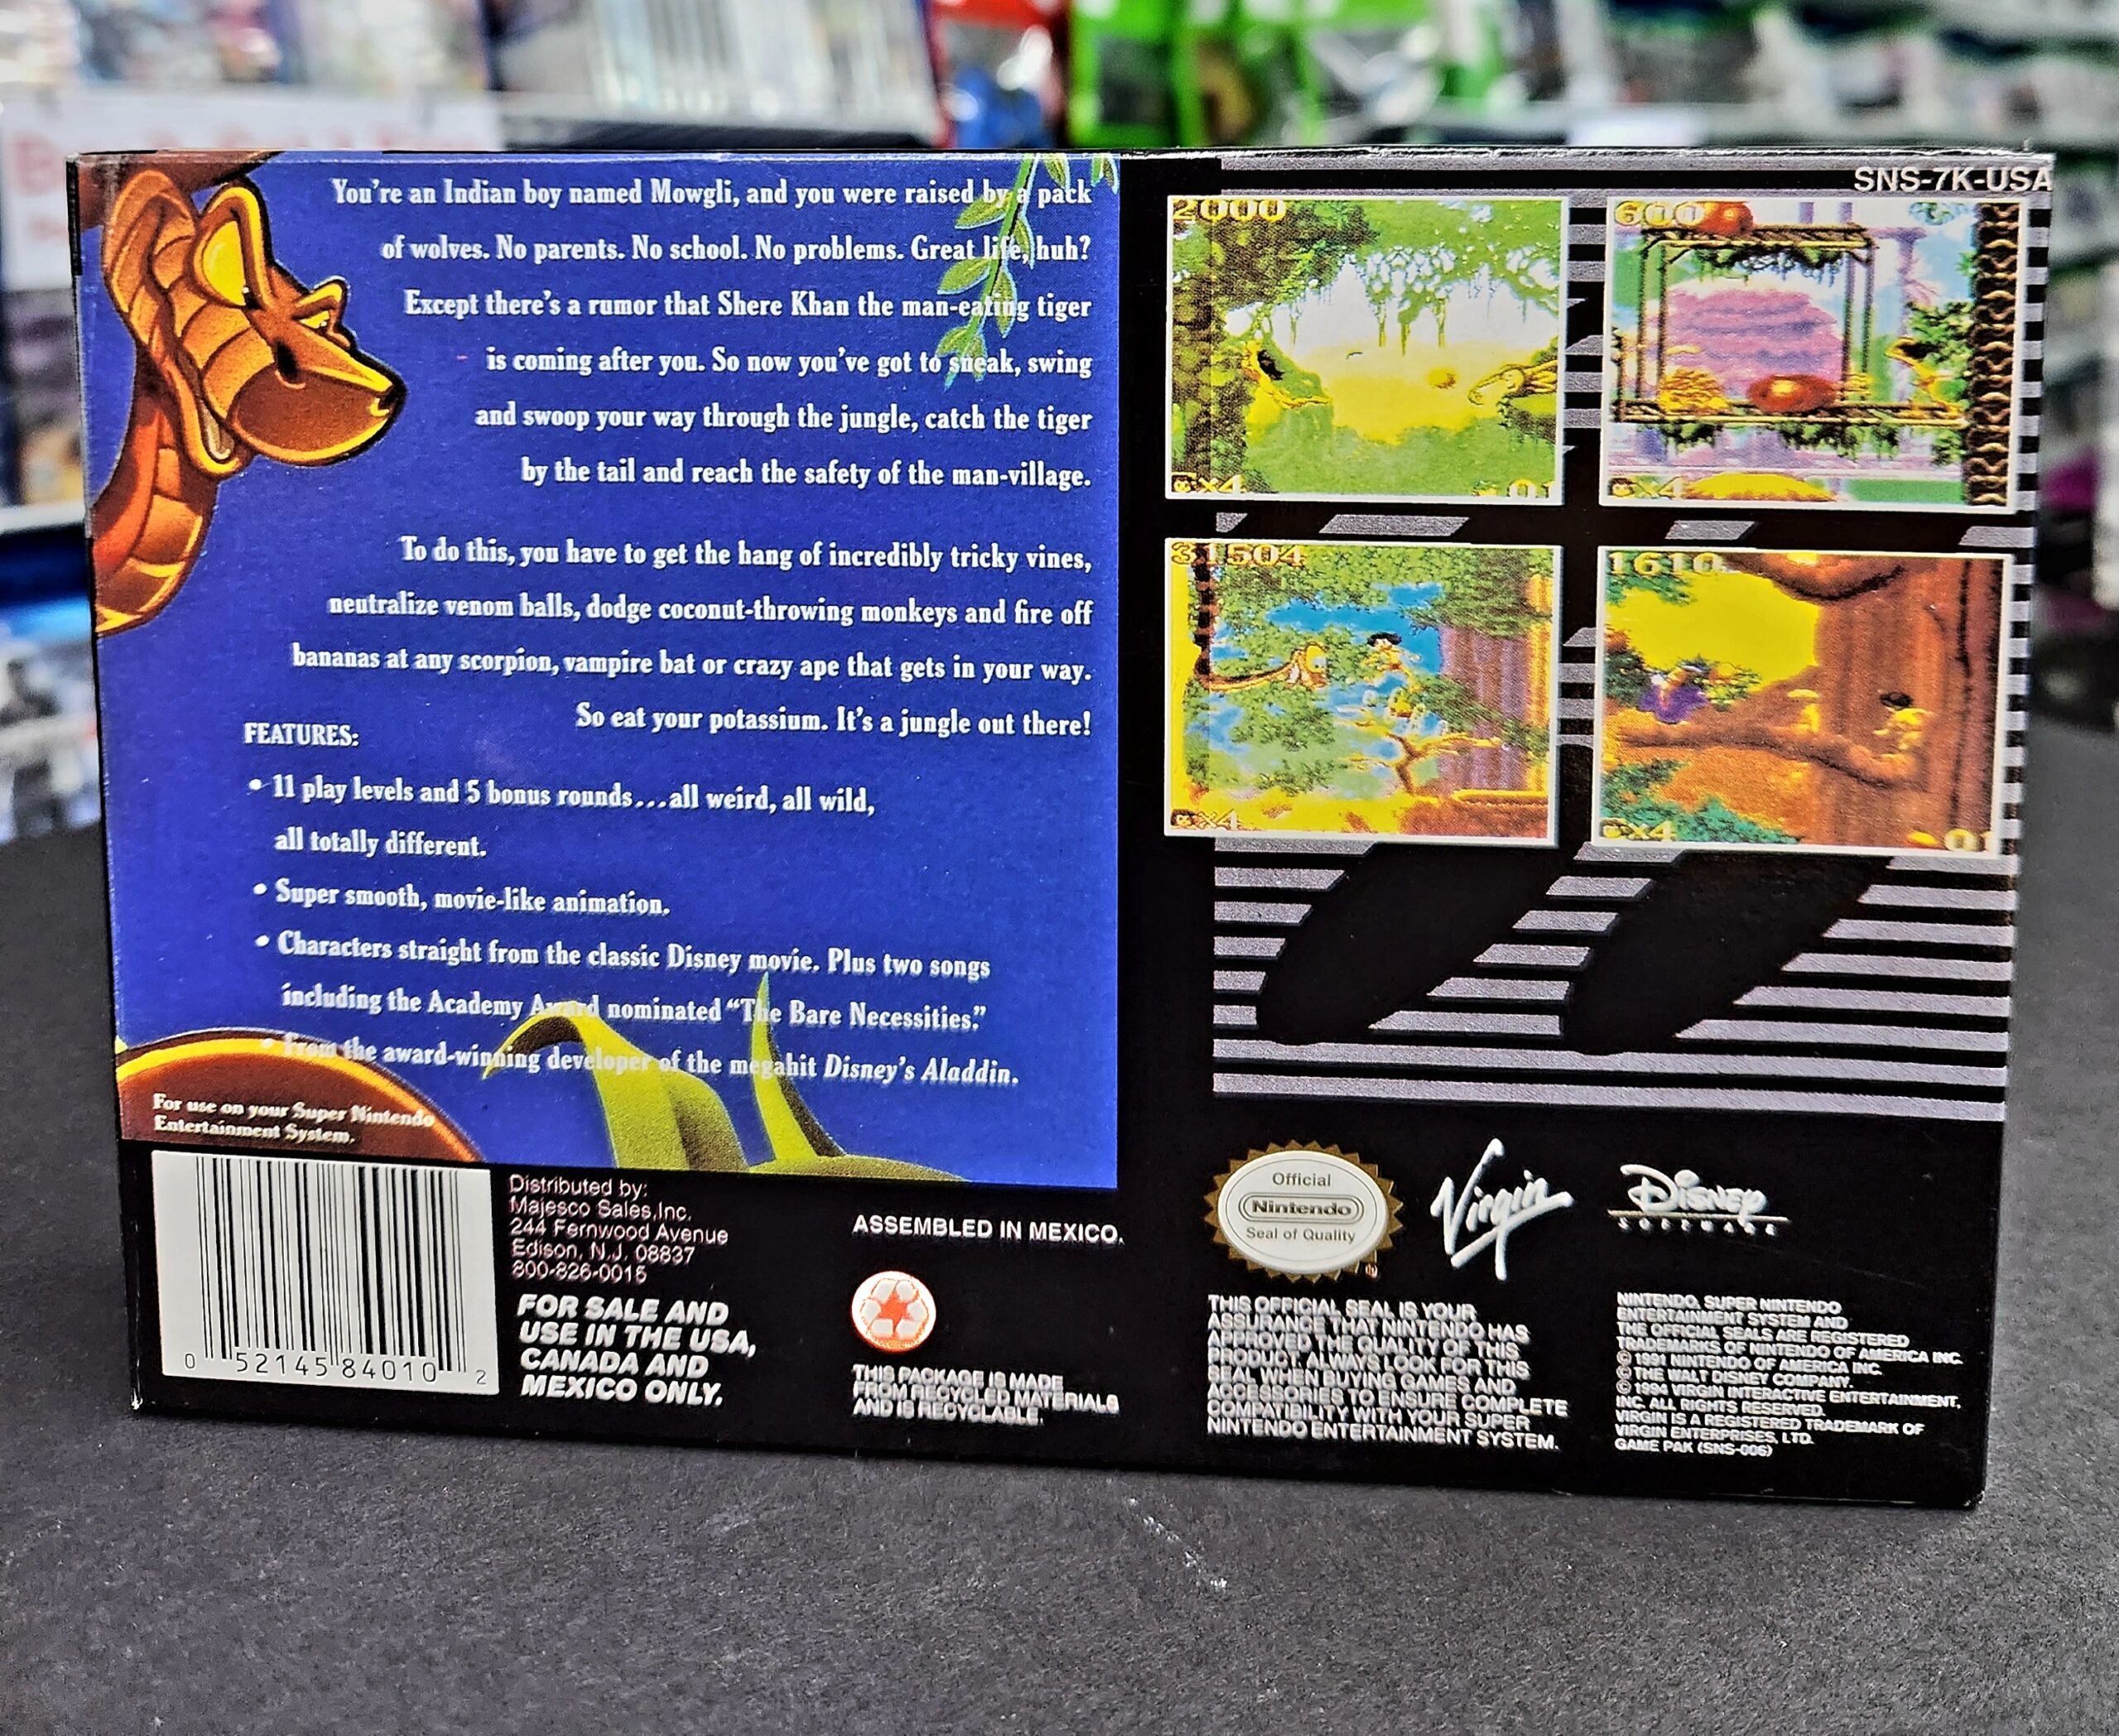 You're an Indian boy named Mowgli, and you were raised by a pack
of wolves. No parents. No school. No problems. Great life, huh?
Except there's a rumor that Shere Khan the man-eating tiger
is coming after you. So now you've got to sneak, swing
and swoop your way through the jungle, catch the tiger
by the tail and reach the safety of the man-village.
To do this, you have to get the hang of incredibly tricky vines,
neutralize venom balls, dodge coconut-throwing monkeys and fire off
bananas at any scorpion, vampire bat or crazy ape that gets in your way.
So eat your potassium. It's a jungle out there!
FEATURES:
• 11 play levels and 5 bonus rounds...all weird, all wild,
all totally different.
• Super smooth, movie-like animation.
• Characters straight from the classic Disney movie. Plus two songs
including the Academy Award nominated "The Bare Necessities."
• From the award-winning developer of the megahit Disney's Aladdin.
For use on your Super Nintendo
Entertainment System.
0 52145 84010 2
Distributed by:
Majesco Sales,Inc.
244 Fernwood Avenue
Edison, N.J. 08837
800-826-0015
FOR SALE AND
USE IN THE USA,
CANADA AND
MEXICO ONLY.
ASSEMBLED IN MEXICO.
THIS PACKAGE IS MADE
FROM RECYCLED MATERIALS
AND IS RECYCLABLE.
SNS-7K-USA
2000
x4
01
600
x4
31504
x4
1610
x4
01
Official
Nintendo
Seal of Quality
Virgin
Disney
SOFTWARE
THIS OFFICIAL SEAL IS YOUR
ASSURANCE THAT NINTENDO HAS
APPROVED THE QUALITY OF THIS
PRODUCT. ALWAYS LOOK FOR THIS
SEAL WHEN BUYING GAMES AND
ACCESSORIES TO ENSURE COMPLETE
COMPATIBILITY WITH YOUR SUPER
NINTENDO ENTERTAINMENT SYSTEM.
NINTENDO, SUPER NINTENDO
ENTERTAINMENT SYSTEM AND
THE OFFICIAL SEALS ARE REGISTERED
TRADEMARKS OF NINTENDO OF AMERICA INC.
© 1991 NINTENDO OF AMERICA INC.
© THE WALT DISNEY COMPANY.
© 1994 VIRGIN INTERACTIVE ENTERTAINMENT,
INC. ALL RIGHTS RESERVED.
VIRGIN IS A REGISTERED TRADEMARK OF
VIRGIN ENTERPRISES, LTD.
GAME PAK (SNS-006)